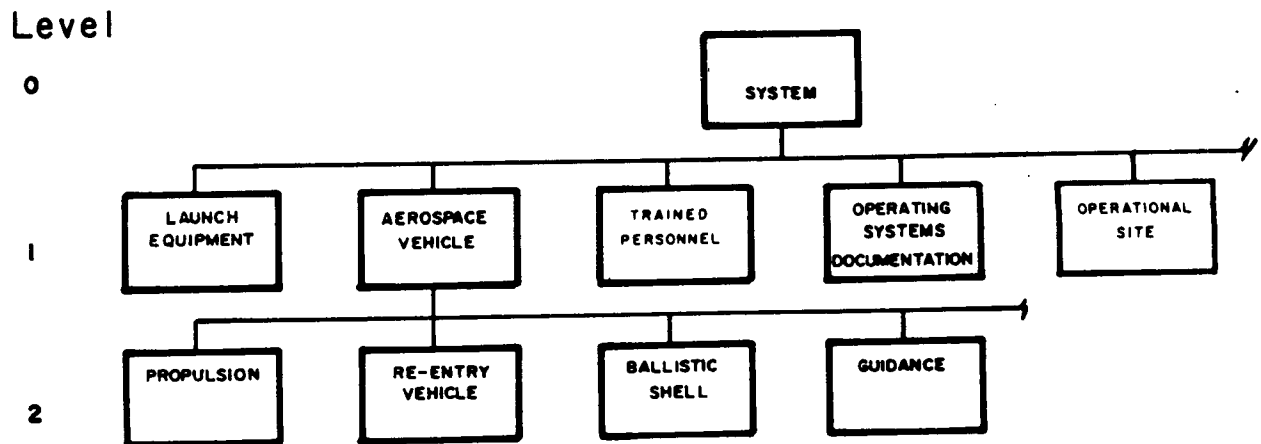 Level
0
SYSTEM
LAUNCH
EQUIPMENT
AEROSPACE
VEHICLE
TRAINED
PERSONNEL
OPERATING
SYSTEMS
DOCUMENTATION
OPERATIONAL
SITE
1
PROPULSION
RE-ENTRY
VEHICLE
BALLISTIC
SHELL
GUIDANCE
2